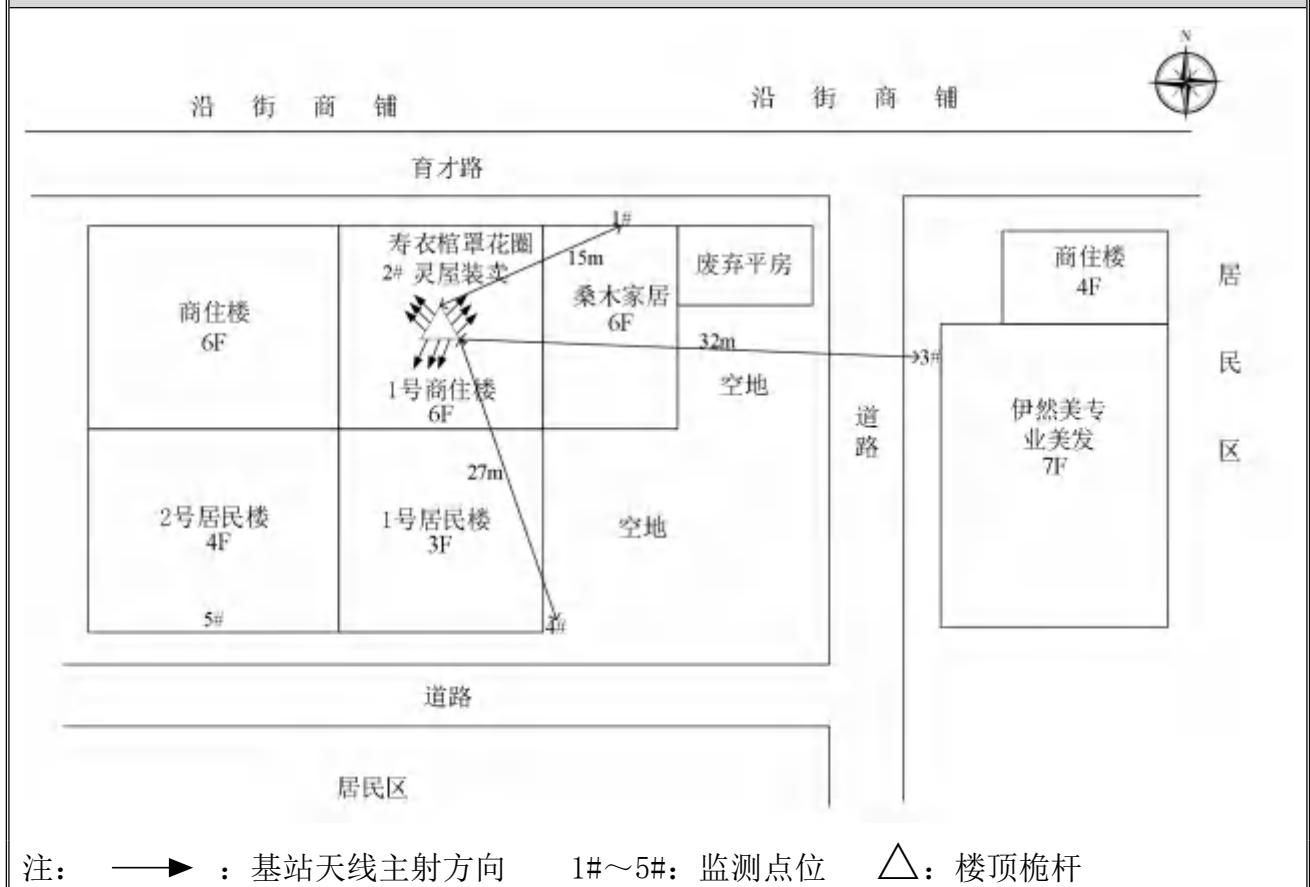 N
沿 街 商 铺
沿 街 商 铺
育才路
1#
寿衣棺罩花圈
2# 灵屋装卖
15m
废弃平房
商住楼
4F
居
民
区
商住楼
6F
桑木家居
6F
32m
3#
空地
1号商住楼
6F
道
路
伊然美专
业美发
7F
27m
2号居民楼
4F
1号居民楼
3F
空地
5#
4#
道路
居民区
注: :基站天线主射方向 1#～5#:监测点位 △:楼顶桅杆